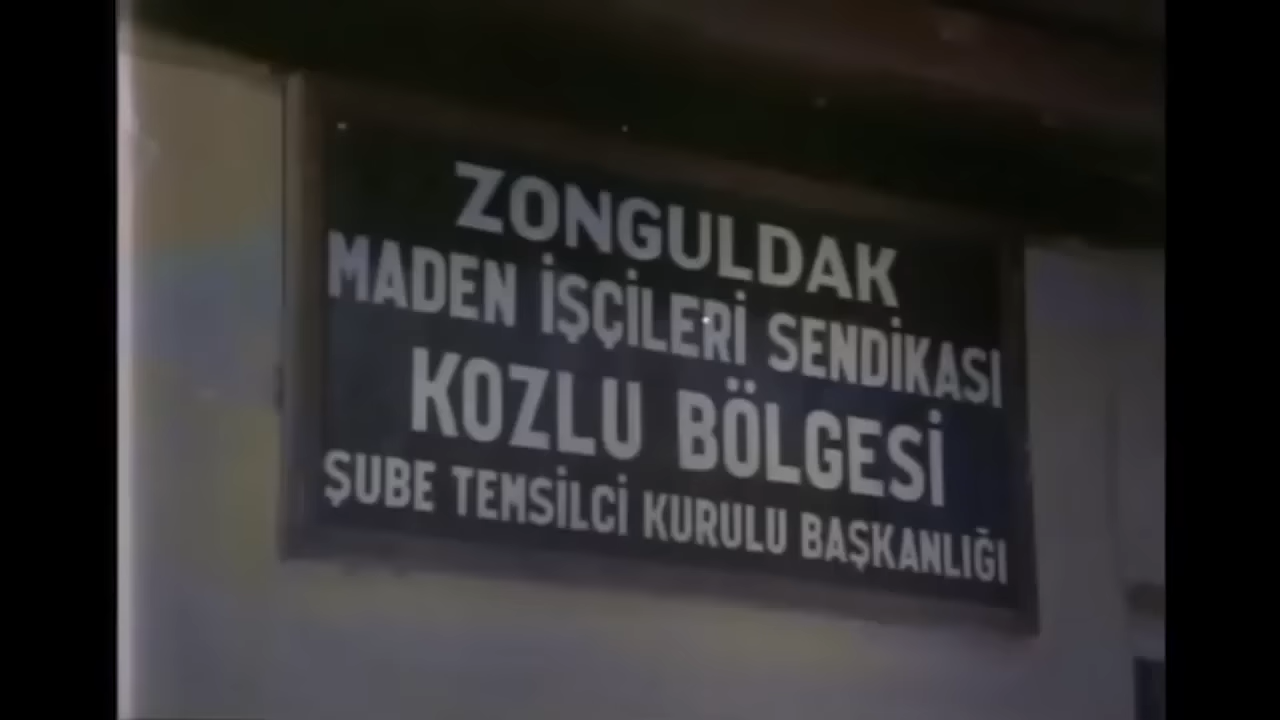 ZONGULDAK
MADEN İŞÇİLERİ SENDİKASI
KOZLU BÖLGESİ
ŞUBE TEMSİLCİ KURULU BAŞKANLIĞI